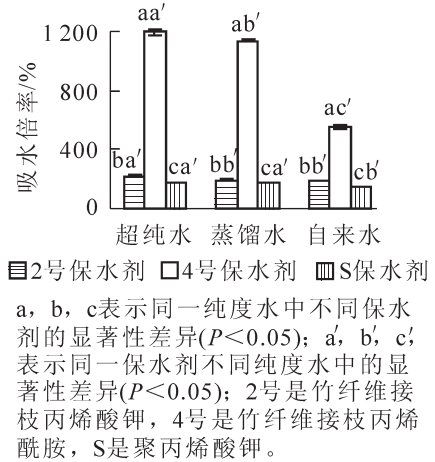 吸水倍率/%
1 200
800
400
0
aa′
ab′
ac′
ba′
ca′
bb′
ca′
bb′
cb′
超纯水 蒸馏水 自来水
2号保水剂 4号保水剂 S保水剂
a，b，c表示同一纯度水中不同保水
剂的显著性差异(P＜0.05)；a′，b′，c′，
表示同一保水剂不同纯度水中的显
著性差异(P＜0.05)；2号是竹纤维接
枝丙烯酸钾，4号是竹纤维接枝丙烯
酰胺，S是聚丙烯酸钾。